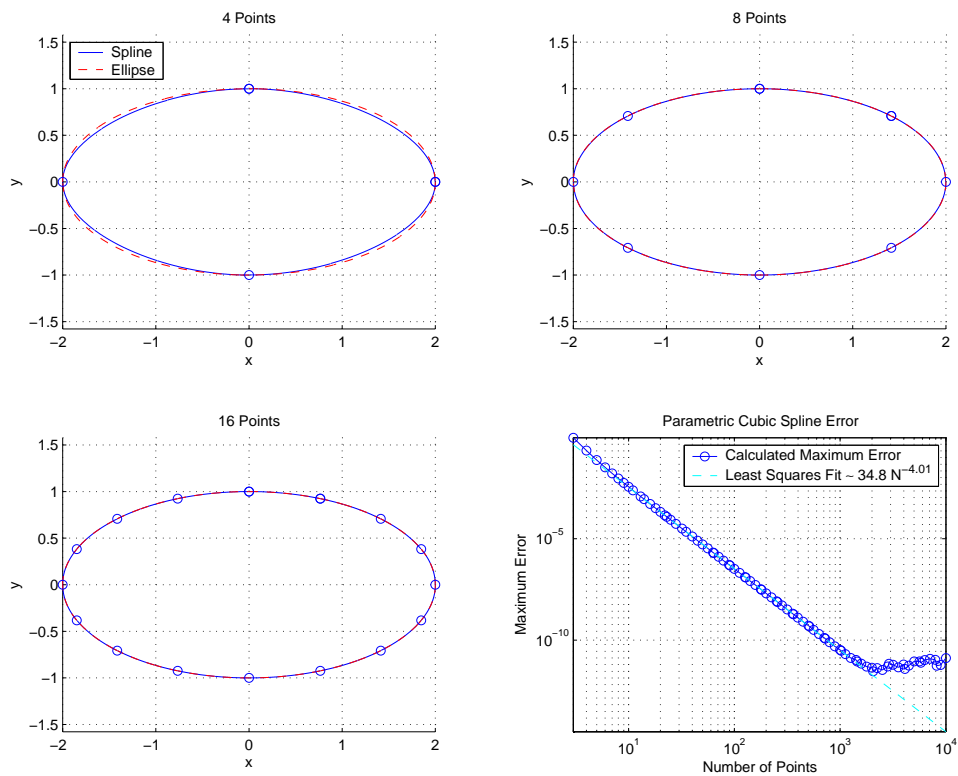 4 Points
1.5
1
0.5
0
−0.5
−1
−1.5
y
Spline
Ellipse
−2
−1
0
1
2
x
8 Points
1.5
1
0.5
0
−0.5
−1
−1.5
y
−2
−1
0
1
2
x
16 Points
1.5
1
0.5
0
−0.5
−1
−1.5
y
−2
−1
0
1
2
x
Parametric Cubic Spline Error
Calculated Maximum Error
Least Squares Fit ~ 34.8 N^−4.01
10^−5
10^−10
Maximum Error
10^1
10^2
10^3
10^4
Number of Points